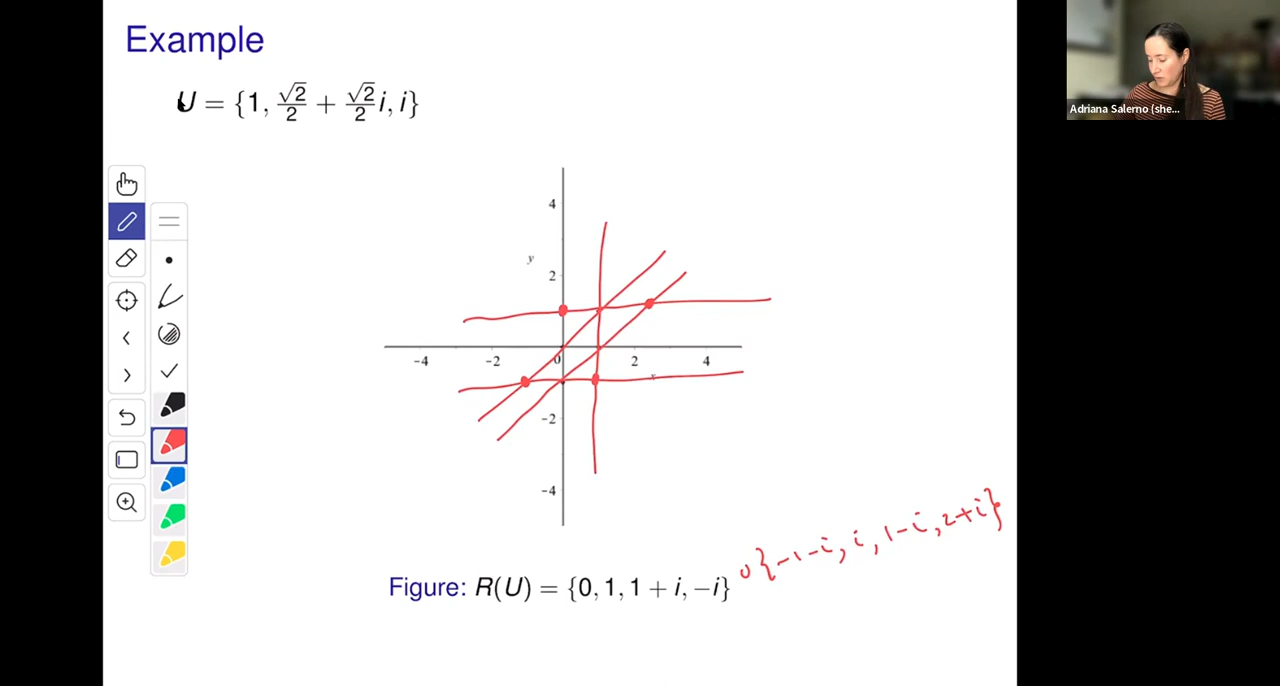 Example
U = {1, √2/2 + √2/2 i, i}
Adriana Salerno (she...
4
y
2
-4
-2
0
2
4
x
-2
-4
∪{-1-i, i, 1-i, 2+i}
Figure: R(U) = {0, 1, 1 + i, −i}